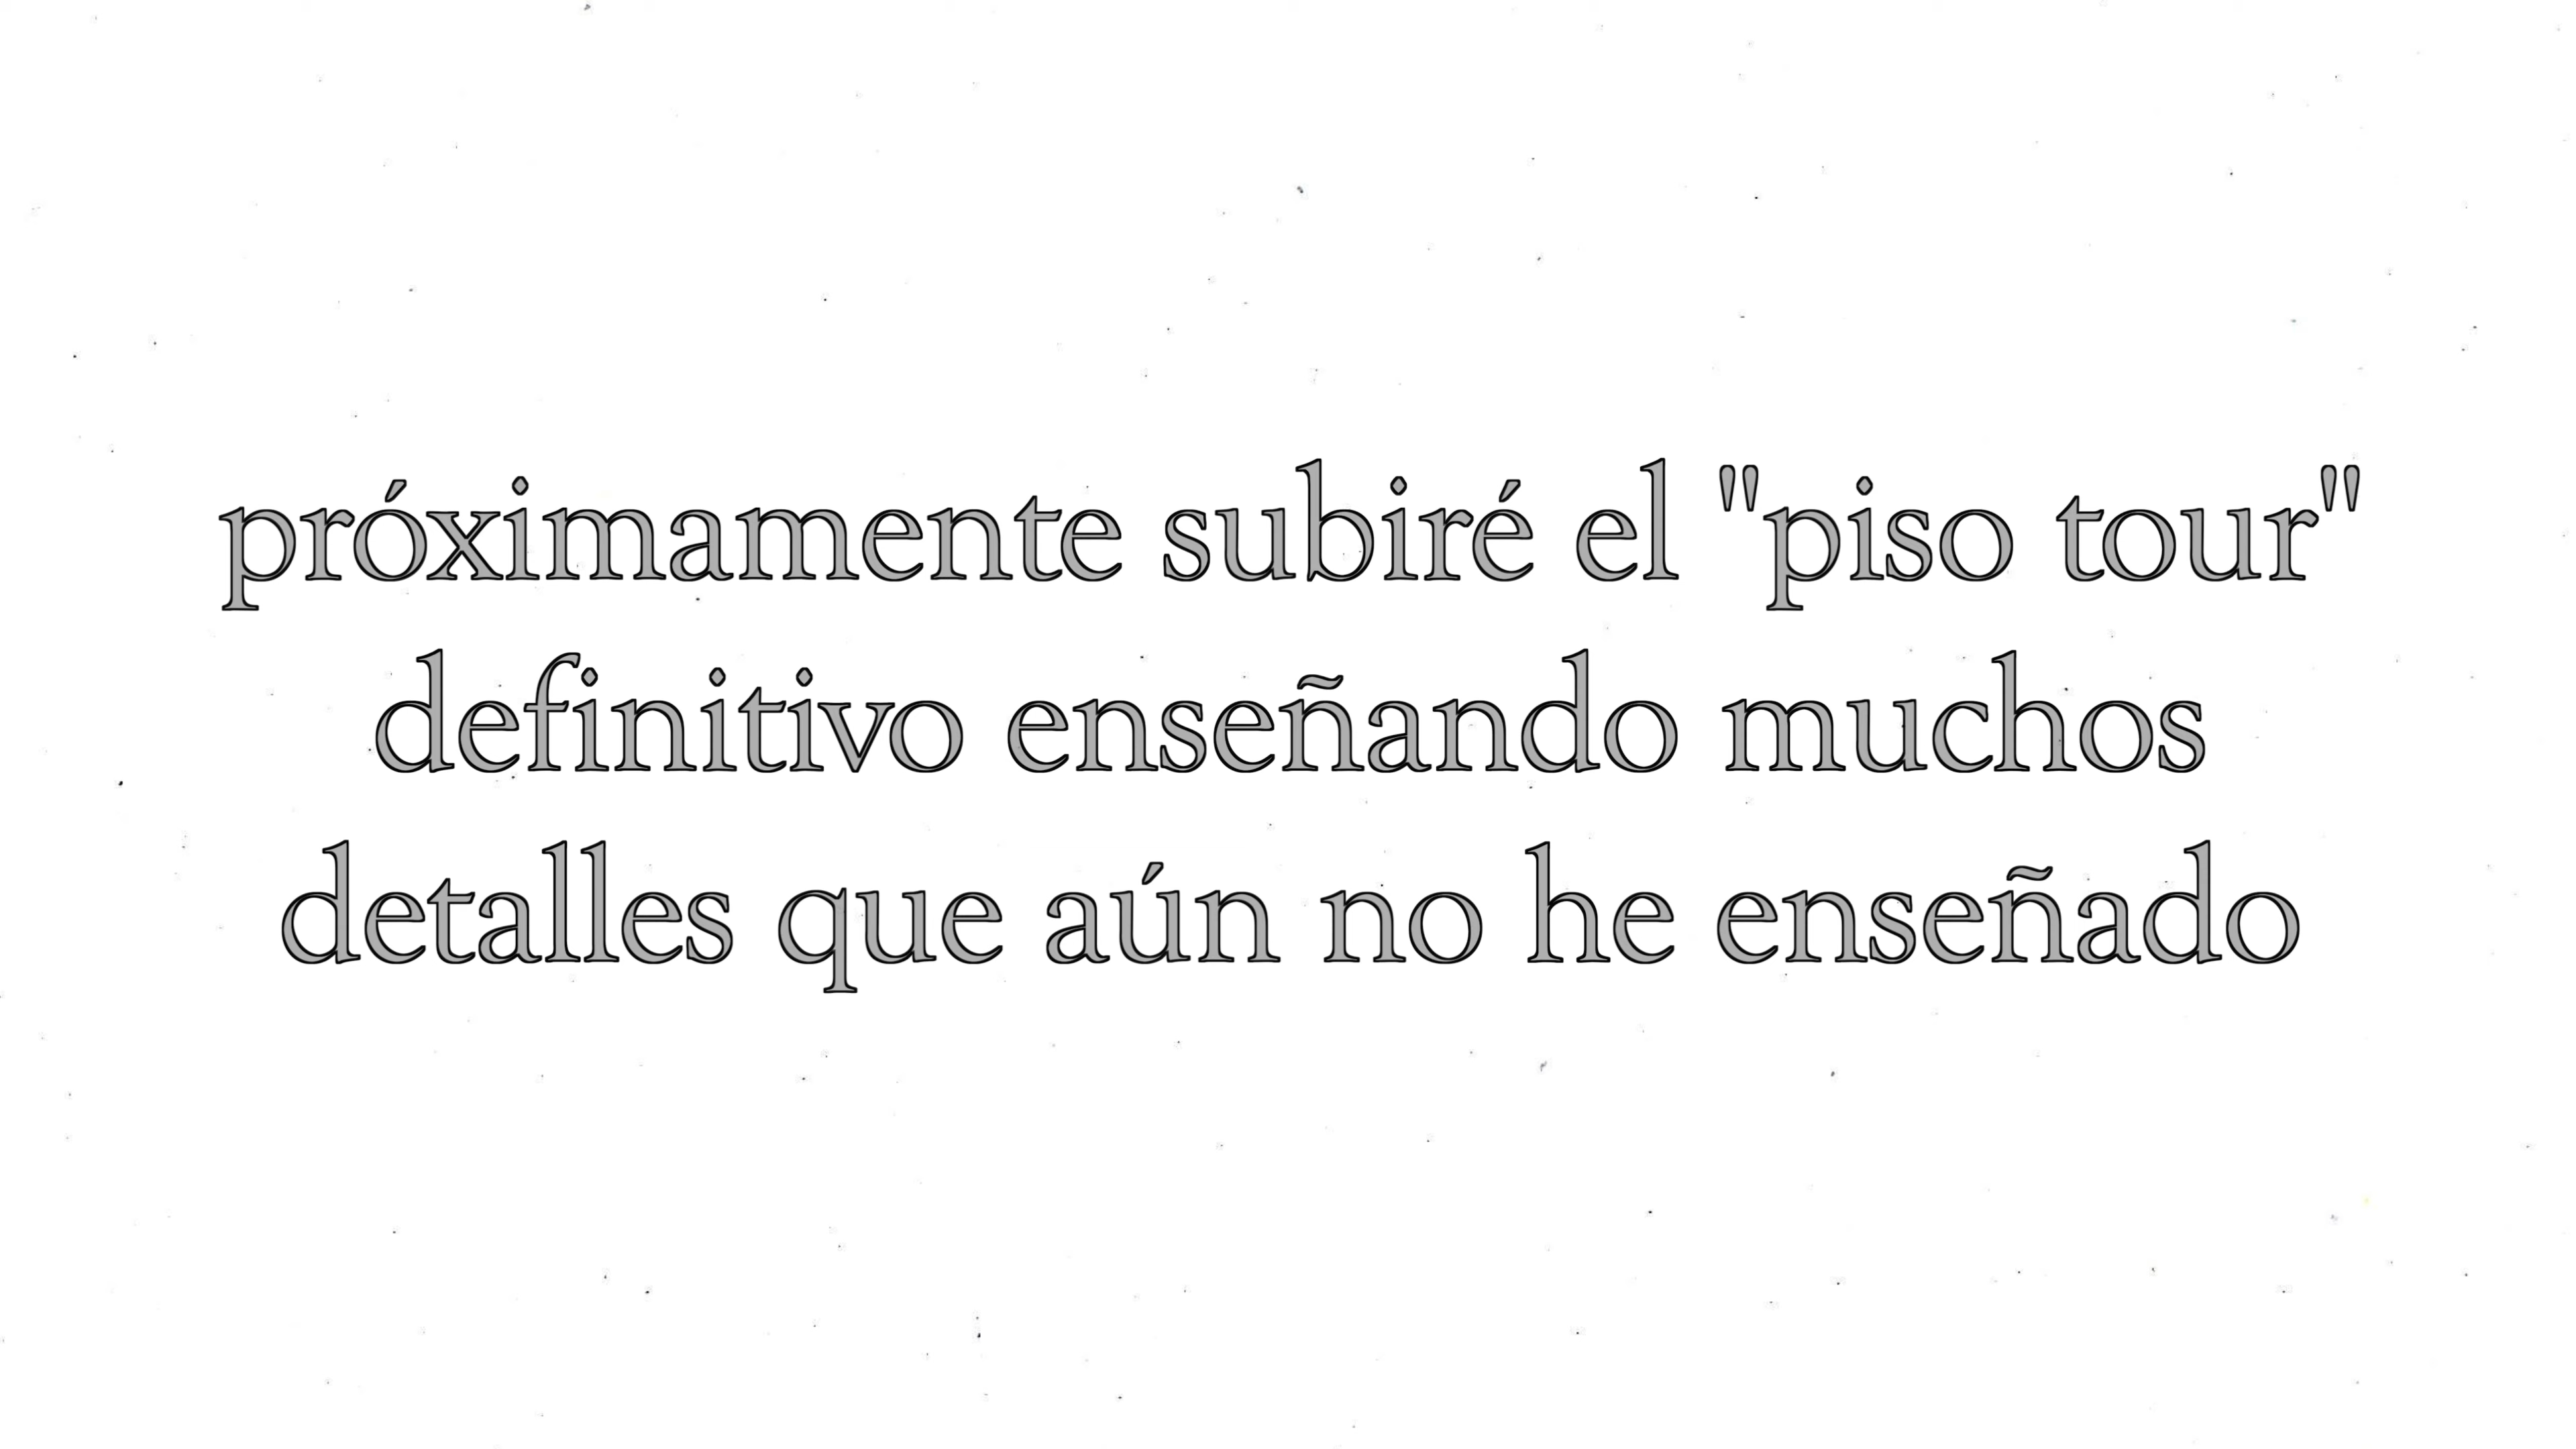 próximamente subiré el "piso tour"
definitivo enseñando muchos
detalles que aún no he enseñado